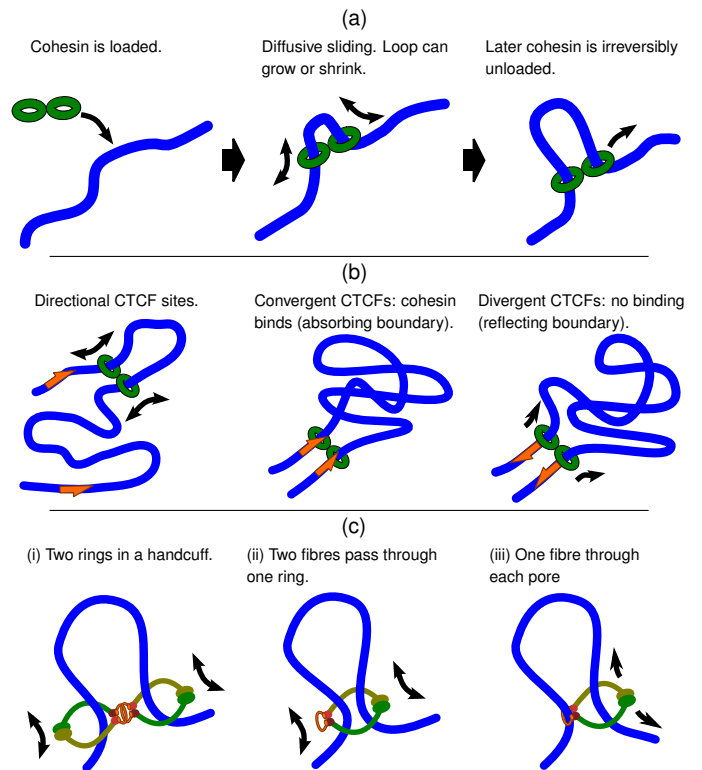 (a)
Cohesin is loaded.
Diffusive sliding. Loop can
grow or shrink.
Later cohesin is irreversibly
unloaded.
(b)
Directional CTCF sites.
Convergent CTCFs: cohesin
binds (absorbing boundary).
Divergent CTCFs: no binding
(reflecting boundary).
(c)
(i) Two rings in a handcuff.
(ii) Two fibres pass through
one ring.
(iii) One fibre through
each pore